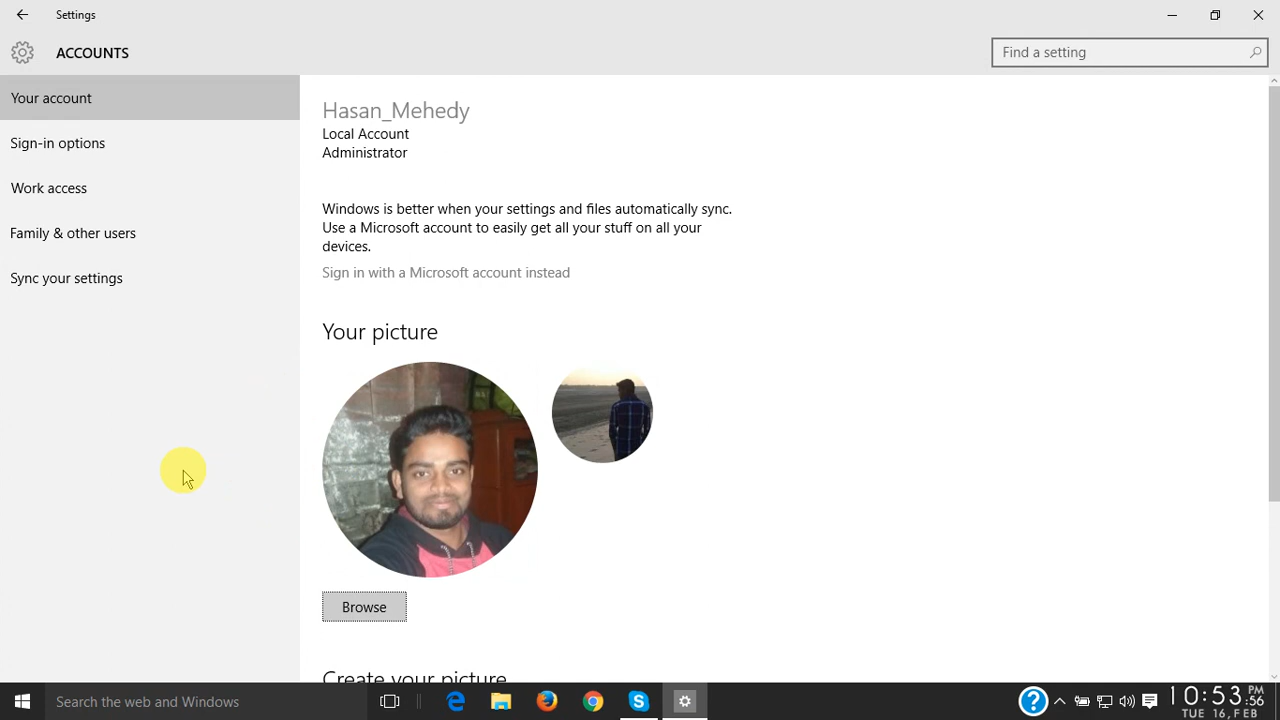 Settings
ACCOUNTS
Find a setting
Your account
Sign-in options
Work access
Family & other users
Sync your settings
Hasan_Mehedy
Local Account
Administrator
Windows is better when your settings and files automatically sync.
Use a Microsoft account to easily get all your stuff on all your
devices.
Sign in with a Microsoft account instead
Your picture
Browse
Create your picture
Search the web and Windows
10:53 PM
:56
TUE 16, FEB